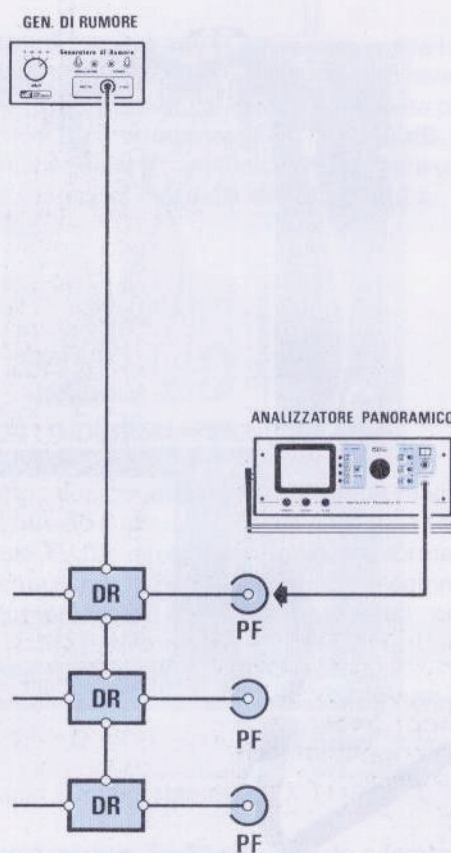 GEN. DI RUMORE
Generatore di Rumore
ANALIZZATORE PANORAMICO
DR
PF
DR
PF
DR
PF